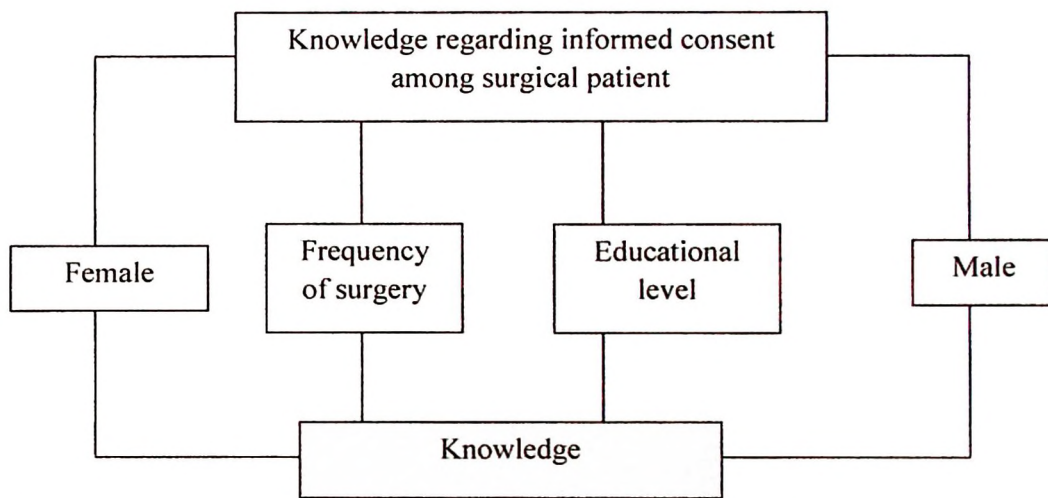 Knowledge regarding informed consent
among surgical patient
Female
Frequency
of surgery
Educational
level
Male
Knowledge